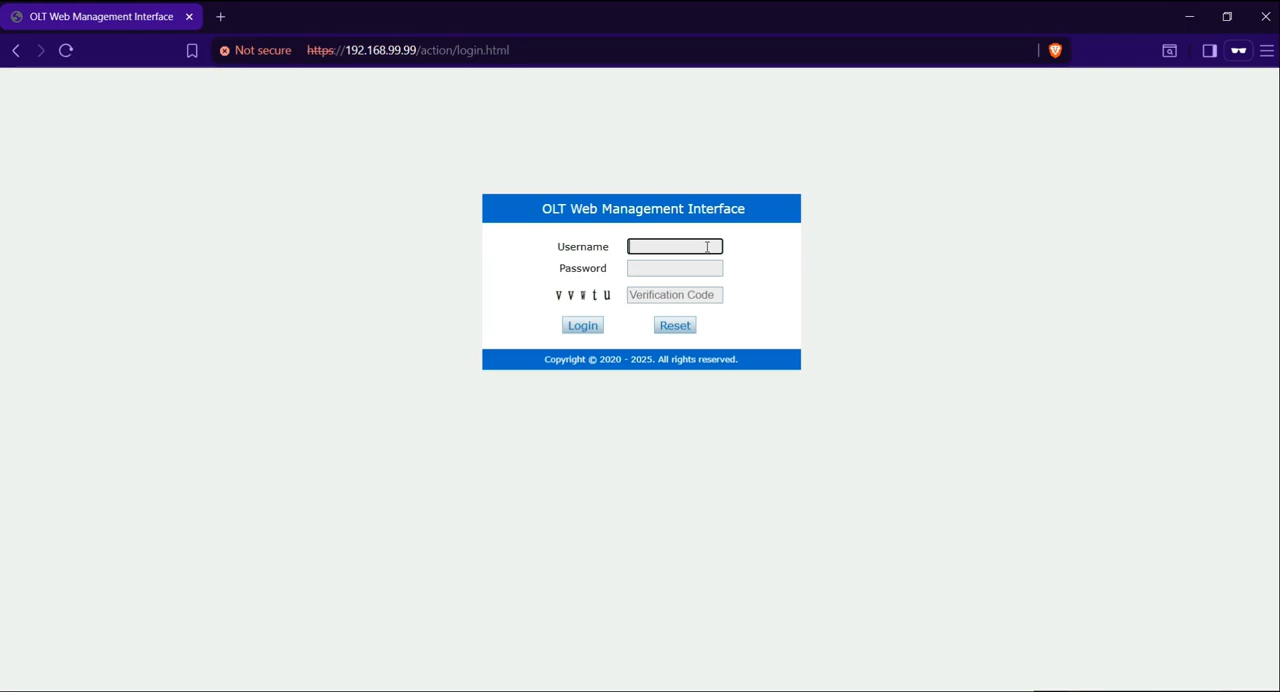 OLT Web Management Interface
Not secure https://192.168.99.99/action/login.html
OLT Web Management Interface
Username
Password
v v w t u Verification Code
Login Reset
Copyright © 2020 - 2025. All rights reserved.